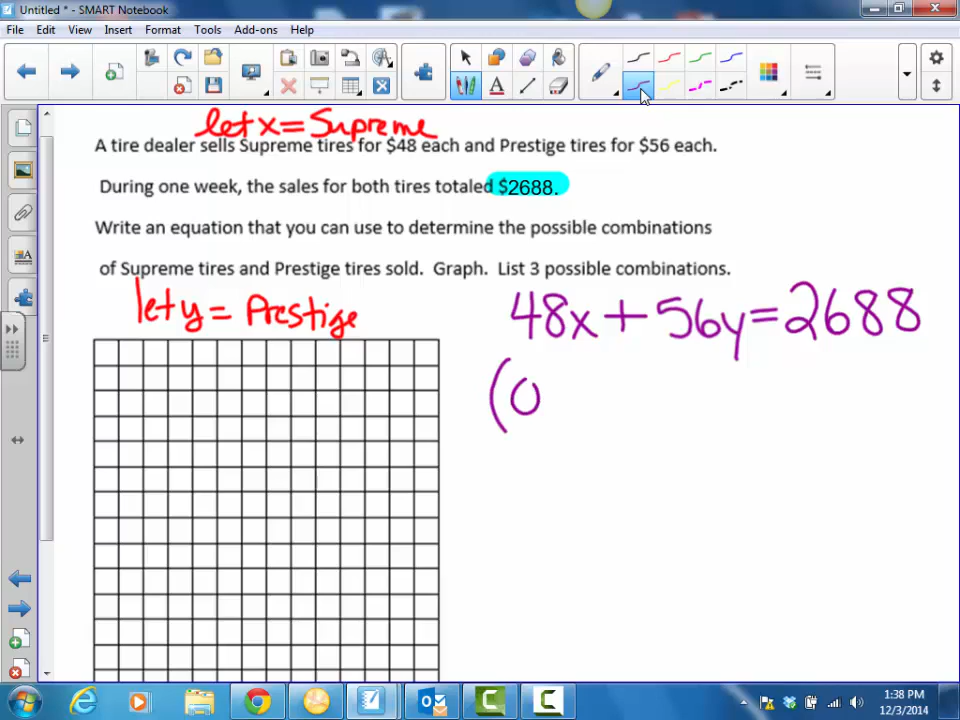 Untitled * - SMART Notebook
File Edit View Insert Format Tools Add-ons Help
let x = Supreme
A tire dealer sells Supreme tires for $48 each and Prestige tires for $56 each.
During one week, the sales for both tires totaled $2688.
Write an equation that you can use to determine the possible combinations
of Supreme tires and Prestige tires sold. Graph. List 3 possible combinations.
let y = Prestige
48x + 56y = 2688
(0
1:38 PM
12/3/2014